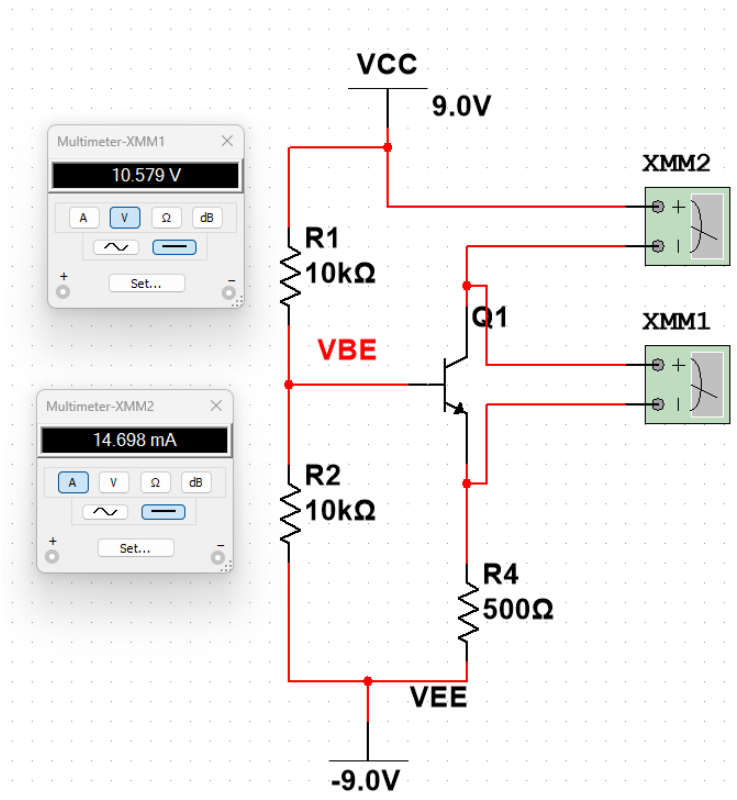 VCC
9.0V
Multimeter-XMM1
10.579 V
A V Ω dB
+ Set... −
XMM2
+
R1
10kΩ
Q1
XMM1
+
VBE
Multimeter-XMM2
14.698 mA
A V Ω dB
+ Set... −
R2
10kΩ
R4
500Ω
VEE
-9.0V